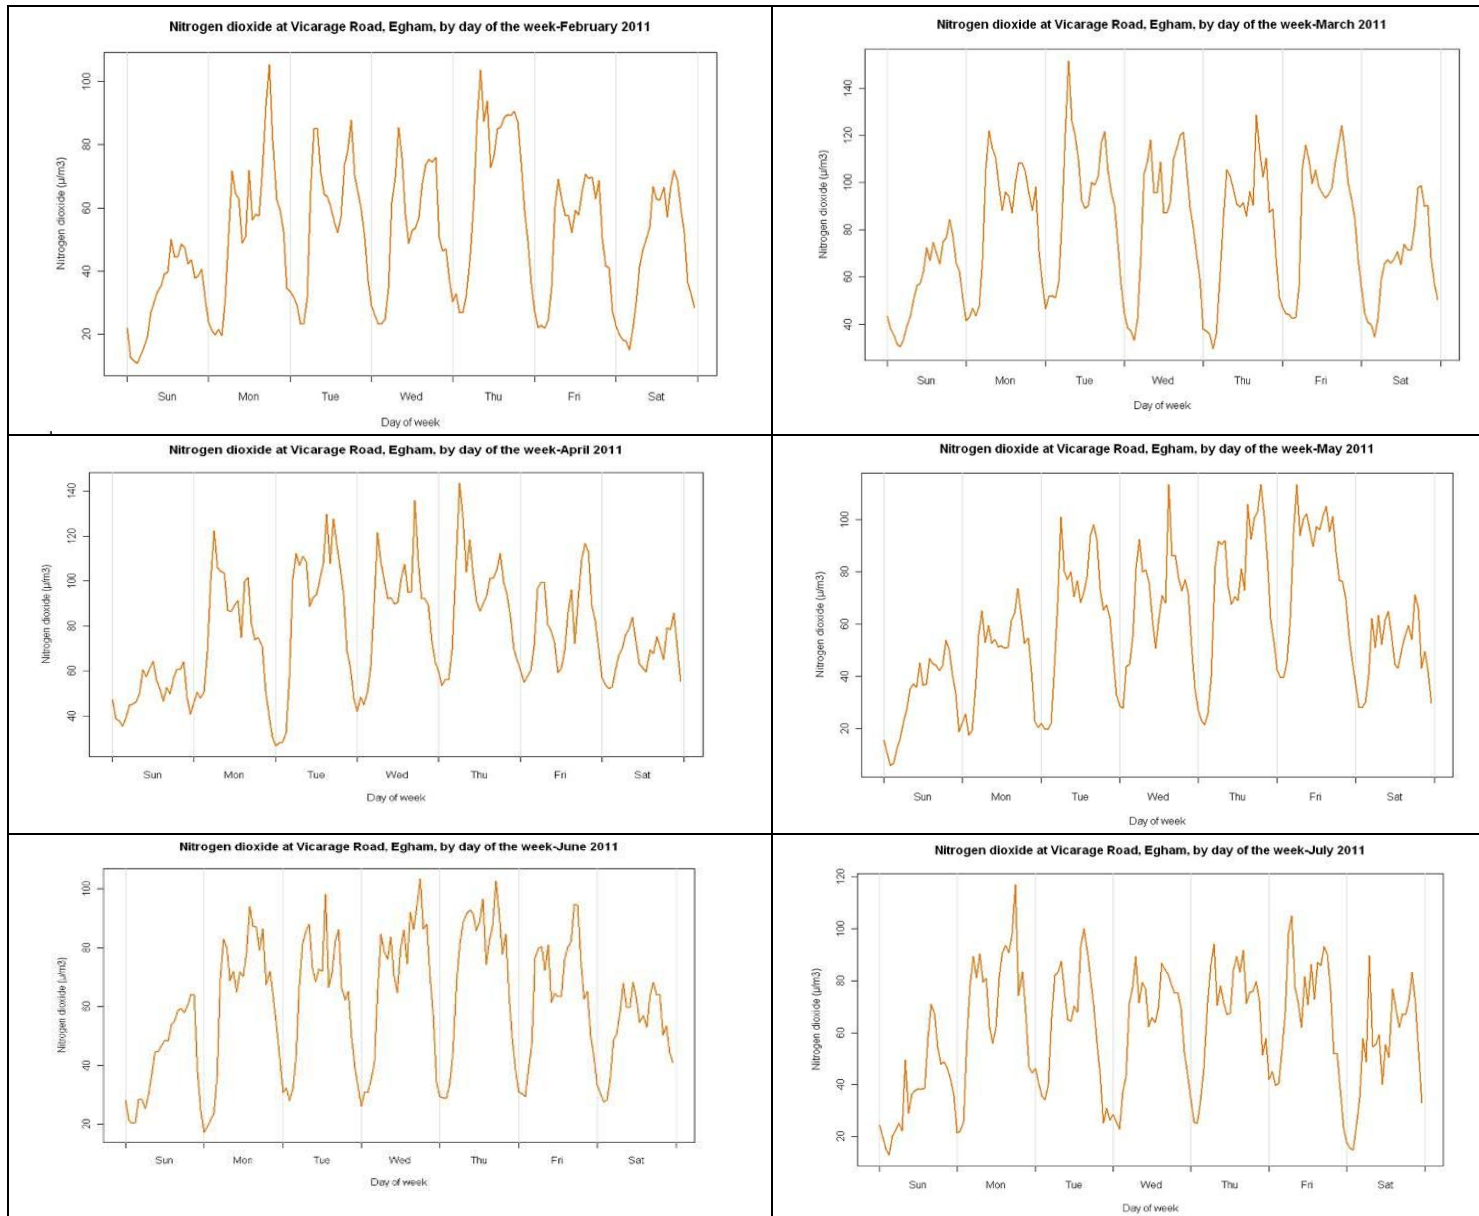 Nitrogen dioxide at Vicarage Road, Egham, by day of the week-February 2011
Nitrogen dioxide (µ/m3)
100
80
60
40
20
Sun Mon Tue Wed Thu Fri Sat
Day of week
Nitrogen dioxide at Vicarage Road, Egham, by day of the week-March 2011
Nitrogen dioxide (µ/m3)
140
120
100
80
60
40
Sun Mon Tue Wed Thu Fri Sat
Day of week
Nitrogen dioxide at Vicarage Road, Egham, by day of the week-April 2011
Nitrogen dioxide (µ/m3)
140
120
100
80
60
40
Sun Mon Tue Wed Thu Fri Sat
Day of week
Nitrogen dioxide at Vicarage Road, Egham, by day of the week-May 2011
Nitrogen dioxide (µ/m3)
100
80
60
40
20
Sun Mon Tue Wed Thu Fri Sat
Day of week
Nitrogen dioxide at Vicarage Road, Egham, by day of the week-June 2011
Nitrogen dioxide (µ/m3)
100
80
60
40
20
Sun Mon Tue Wed Thu Fri Sat
Day of week
Nitrogen dioxide at Vicarage Road, Egham, by day of the week-July 2011
Nitrogen dioxide (µ/m3)
120
100
80
60
40
20
Sun Mon Tue Wed Thu Fri Sat
Day of week